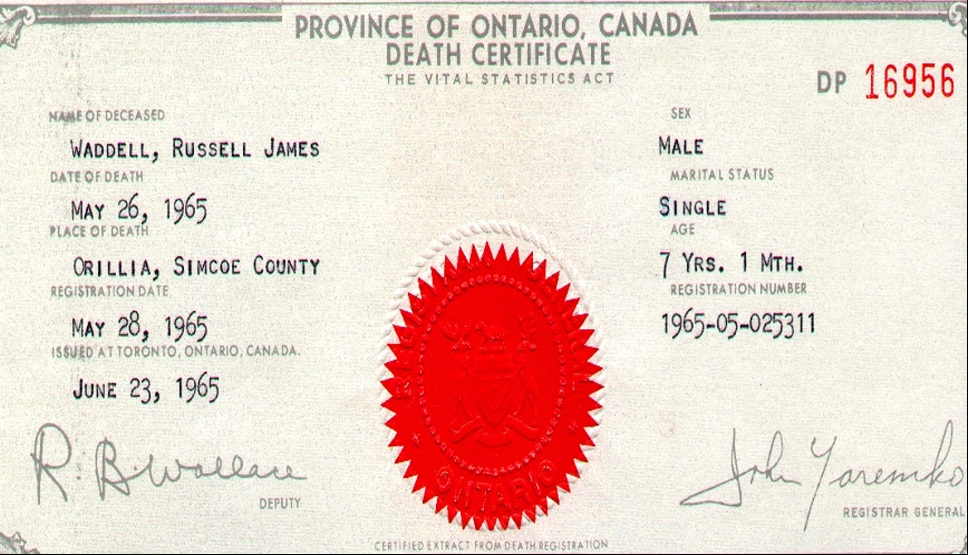 PROVINCE OF ONTARIO, CANADA
DEATH CERTIFICATE
THE VITAL STATISTICS ACT
DP 16956
NAME OF DECEASED
WADDELL, RUSSELL JAMES
SEX
MALE
DATE OF DEATH
MAY 26, 1965
MARITAL STATUS
SINGLE
PLACE OF DEATH
ORILLIA, SIMCOE COUNTY
AGE
7 YRS. 1 MTH.
REGISTRATION DATE
MAY 28, 1965
REGISTRATION NUMBER
1965-05-025311
ISSUED AT TORONTO, ONTARIO, CANADA.
JUNE 23, 1965
ONTARIO
R. B. Wallace
DEPUTY
John Yaremko
REGISTRAR GENERAL
CERTIFIED EXTRACT FROM DEATH REGISTRATION